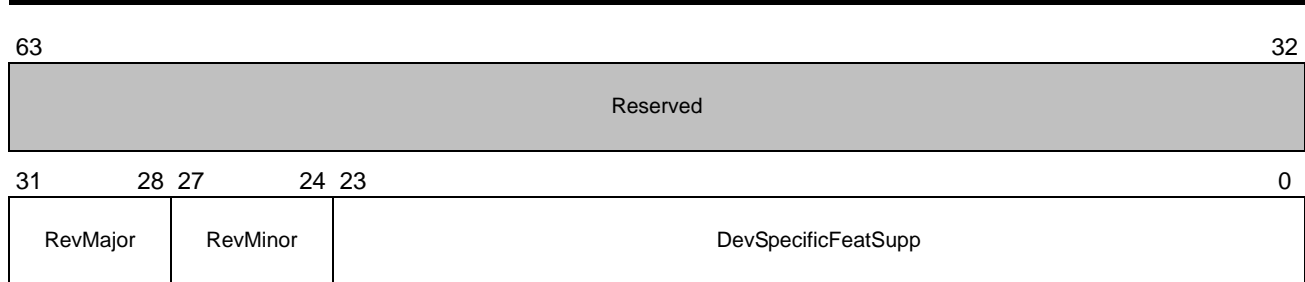 63 32
Reserved
31 28 27 24 23 0
RevMajor RevMinor DevSpecificFeatSupp